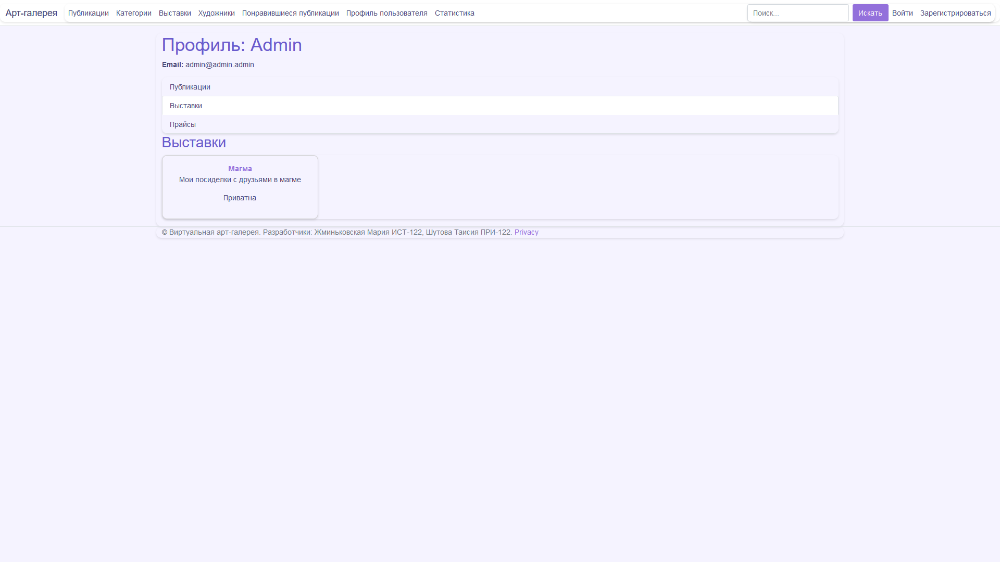 Арт-галерея Публикации Категории Выставки Художники Понравившиеся публикации Профиль пользователя Статистика Поиск... Искать Войти Зарегистрироваться
Профиль: Admin
Email: admin@admin.admin
Публикации
Выставки
Прайсы
Выставки
Магма
Мои посиделки с друзьями в магме
Приватна
© Виртуальная арт-галерея. Разработчики: Жминьковская Мария ИСТ-122, Шутова Таисия ПРИ-122. Privacy